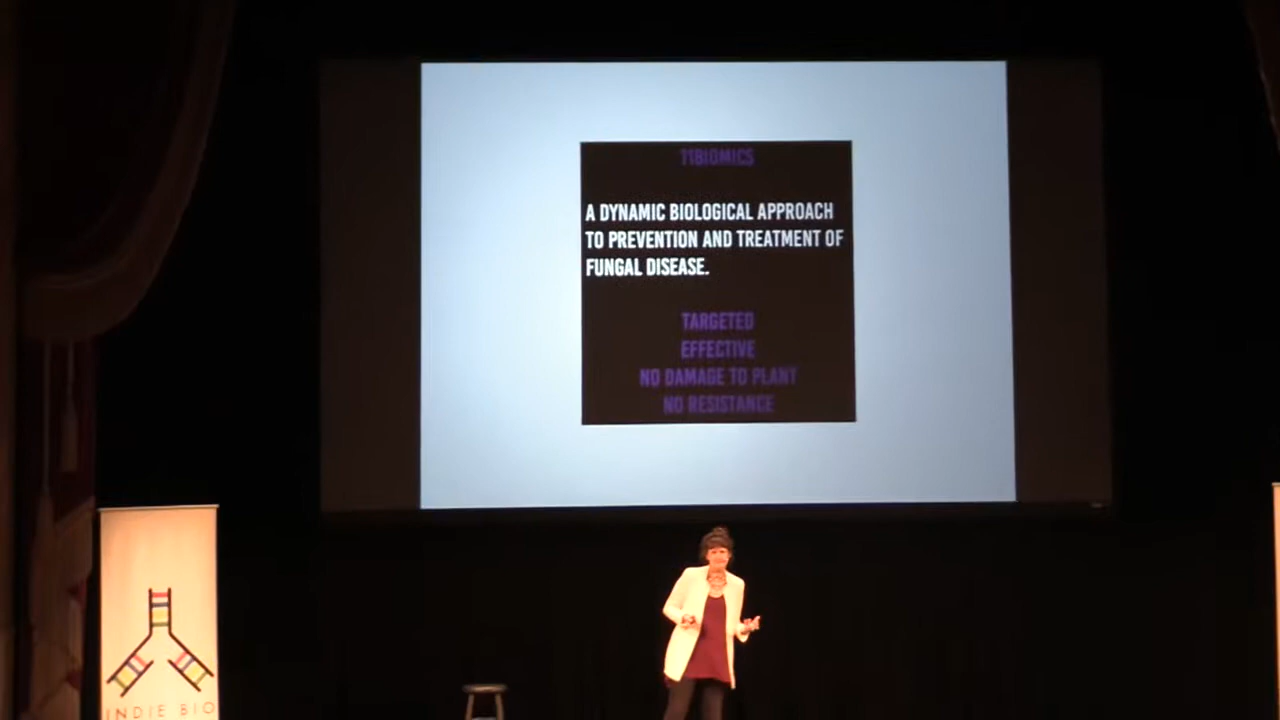 11BIOMICS
A DYNAMIC BIOLOGICAL APPROACH
TO PREVENTION AND TREATMENT OF
FUNGAL DISEASE.
TARGETED
EFFECTIVE
NO DAMAGE TO PLANT
NO RESISTANCE
INDIE BIO